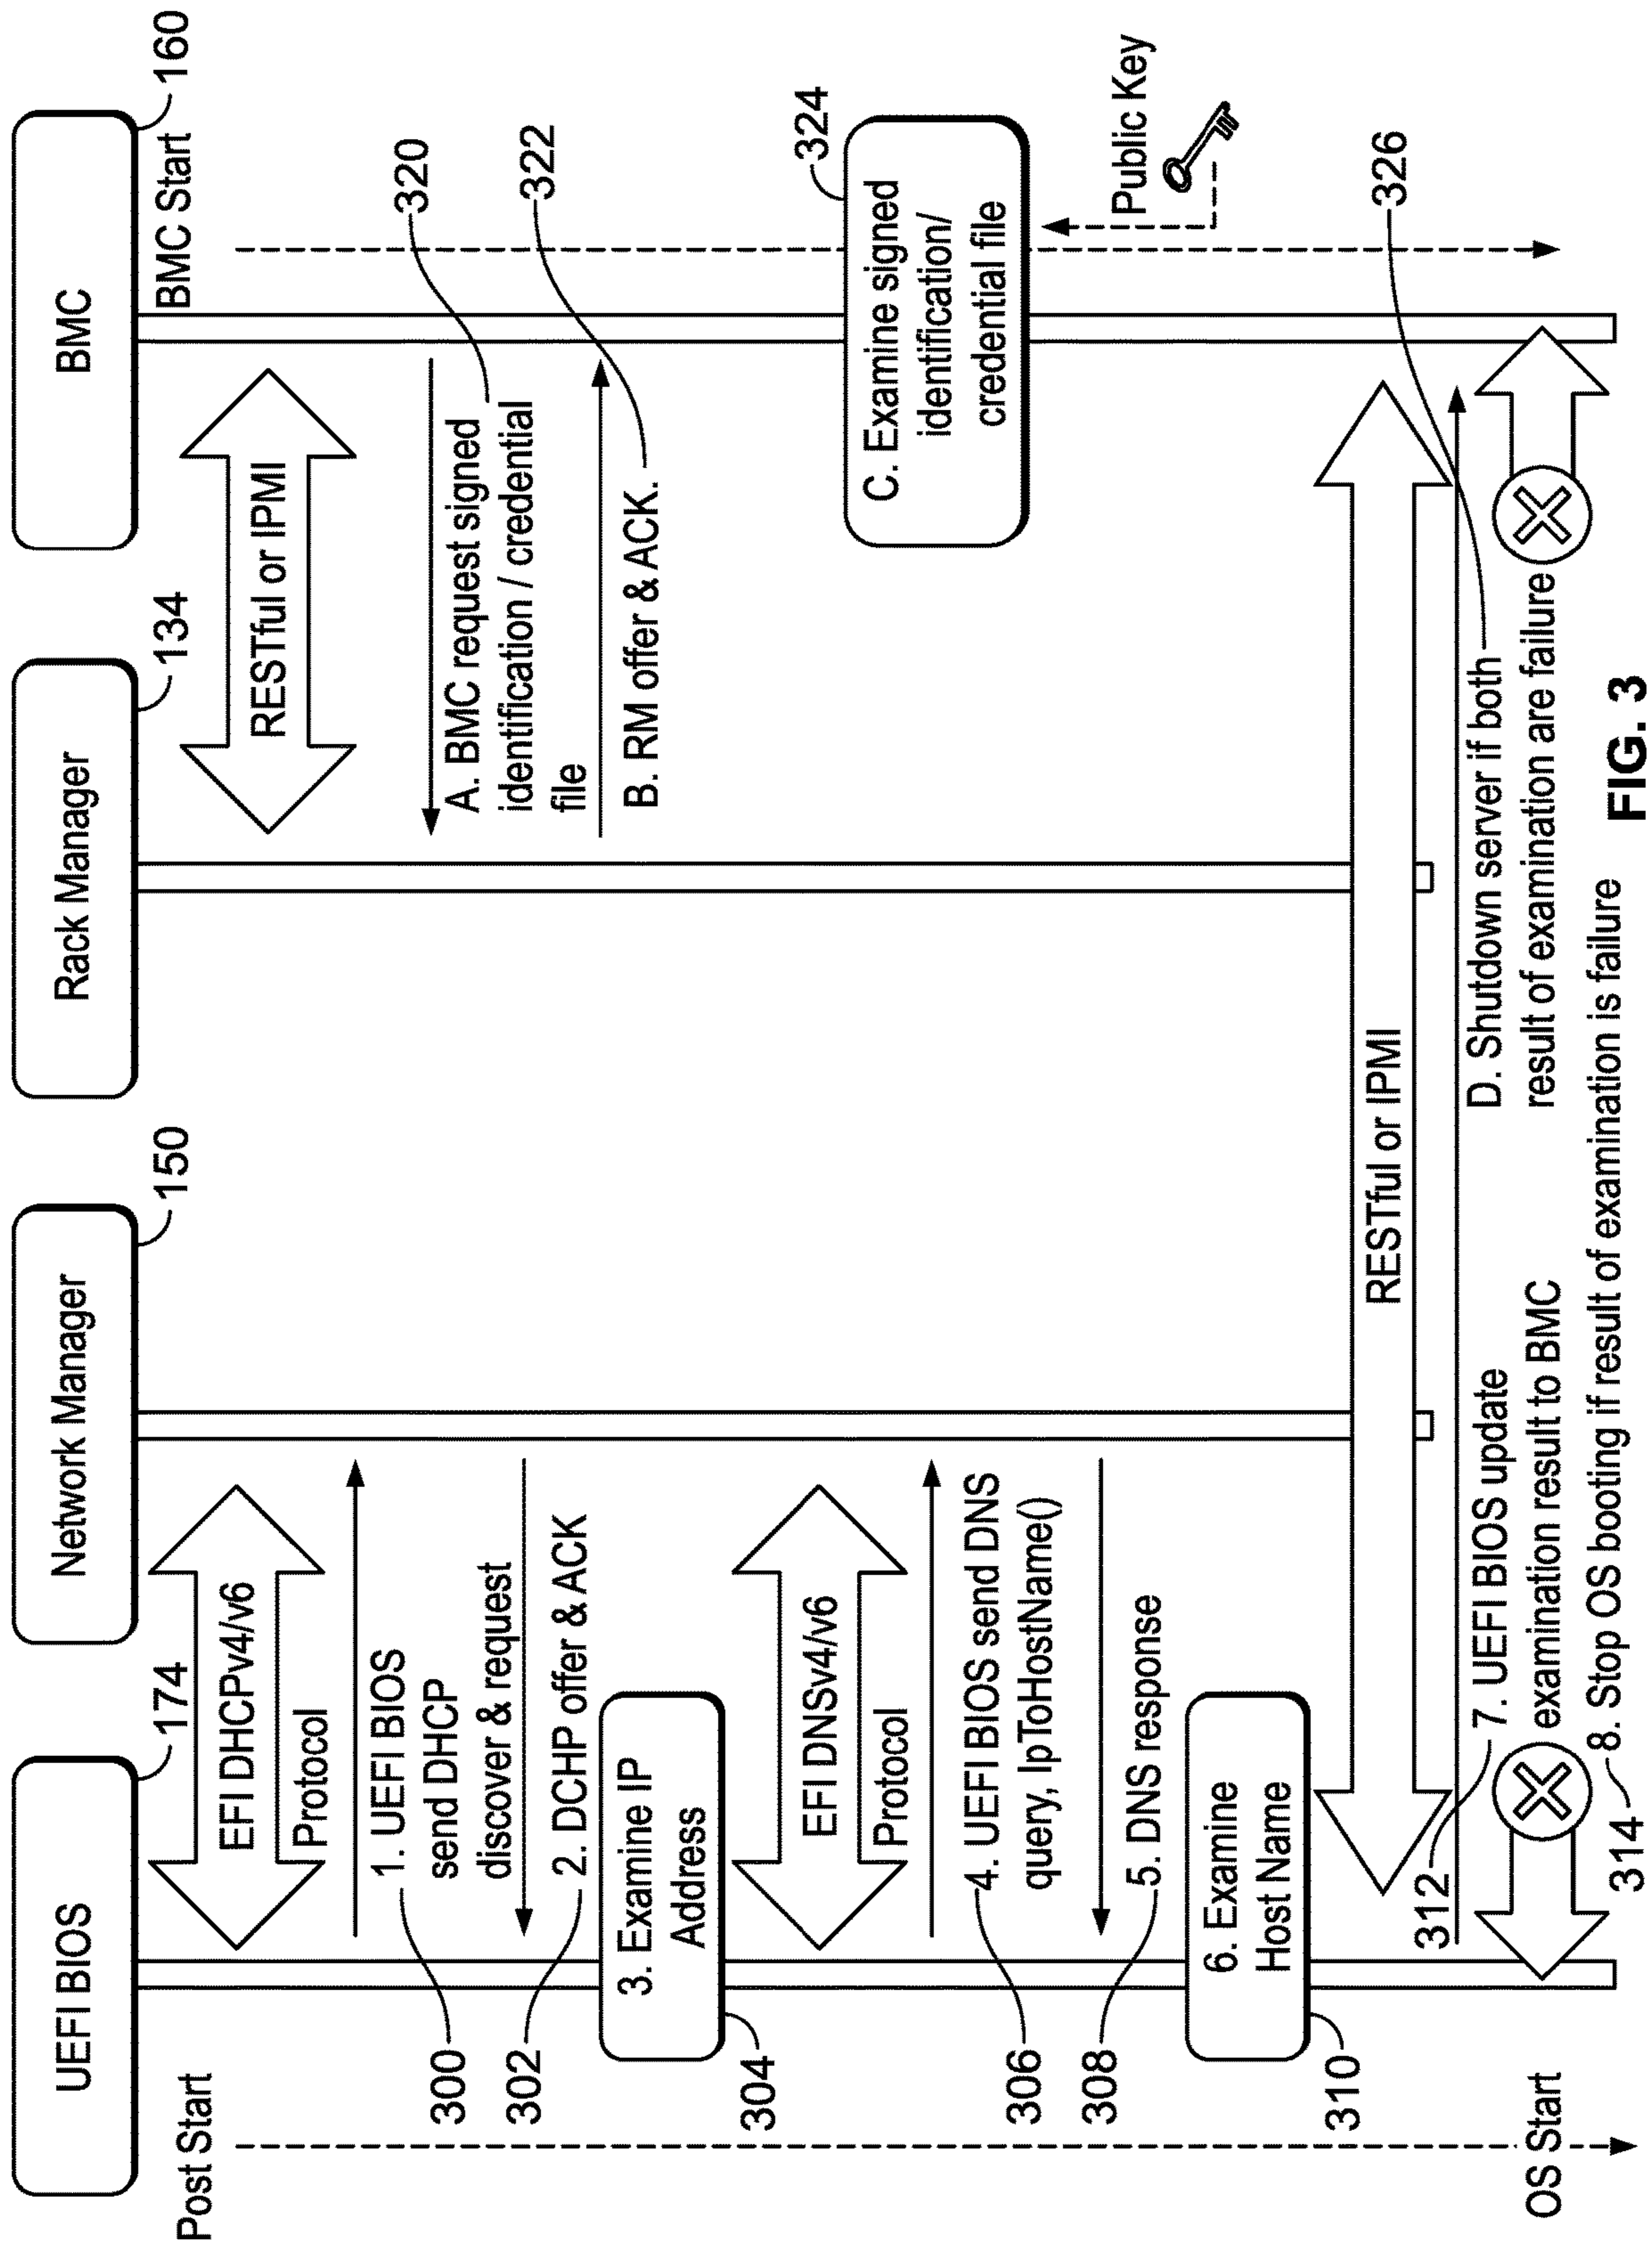 UEFI BIOS
Network Manager
Rack Manager
BMC
174
150
134
160
Post Start
BMC Start
EFI DHCPv4/v6
Protocol
RESTful or IPMI
300
1. UEFI BIOS
send DHCP
discover & request
302
2. DCHP offer & ACK
3. Examine IP
Address
304
EFI DNSv4/v6
Protocol
306
4. UEFI BIOS send DNS
query, IpToHostName()
308
5. DNS response
6. Examine
Host Name
310
A. BMC request signed
identification / credential
file
320
B. RM offer & ACK.
322
C. Examine signed
identification/
credential file
324
Public Key
RESTful or IPMI
312
7. UEFI BIOS update
examination result to BMC
D. Shutdown server if both
result of examination are failure
326
314
8. Stop OS booting if result of examination is failure
OS Start
FIG. 3